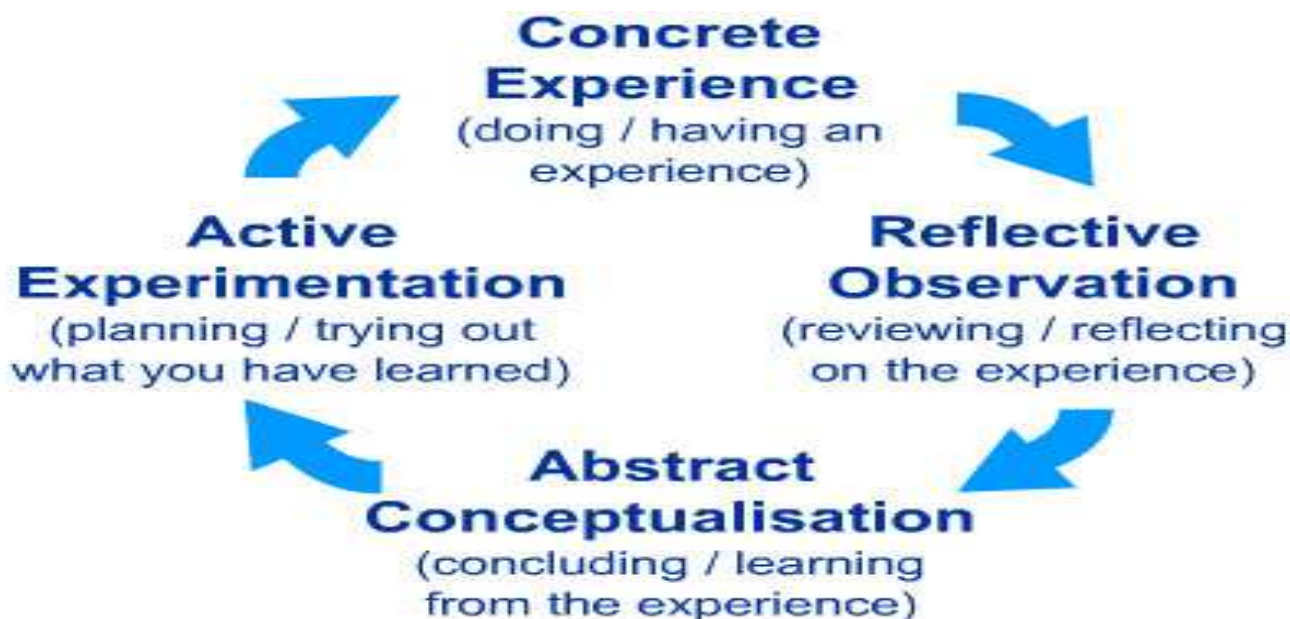 Concrete
Experience
(doing / having an
experience)
Reflective
Observation
(reviewing / reflecting
on the experience)
Abstract
Conceptualisation
(concluding / learning
from the experience)
Active
Experimentation
(planning / trying out
what you have learned)